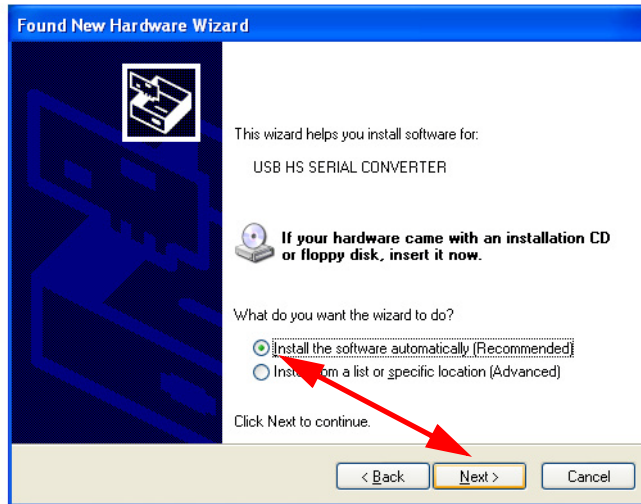 Found New Hardware Wizard
This wizard helps you install software for:
USB HS SERIAL CONVERTER
If your hardware came with an installation CD
or floppy disk, insert it now.
What do you want the wizard to do?
Install the software automatically (Recommended)
from a list or specific location (Advanced)
Click Next to continue.
< Back
Next >
Cancel